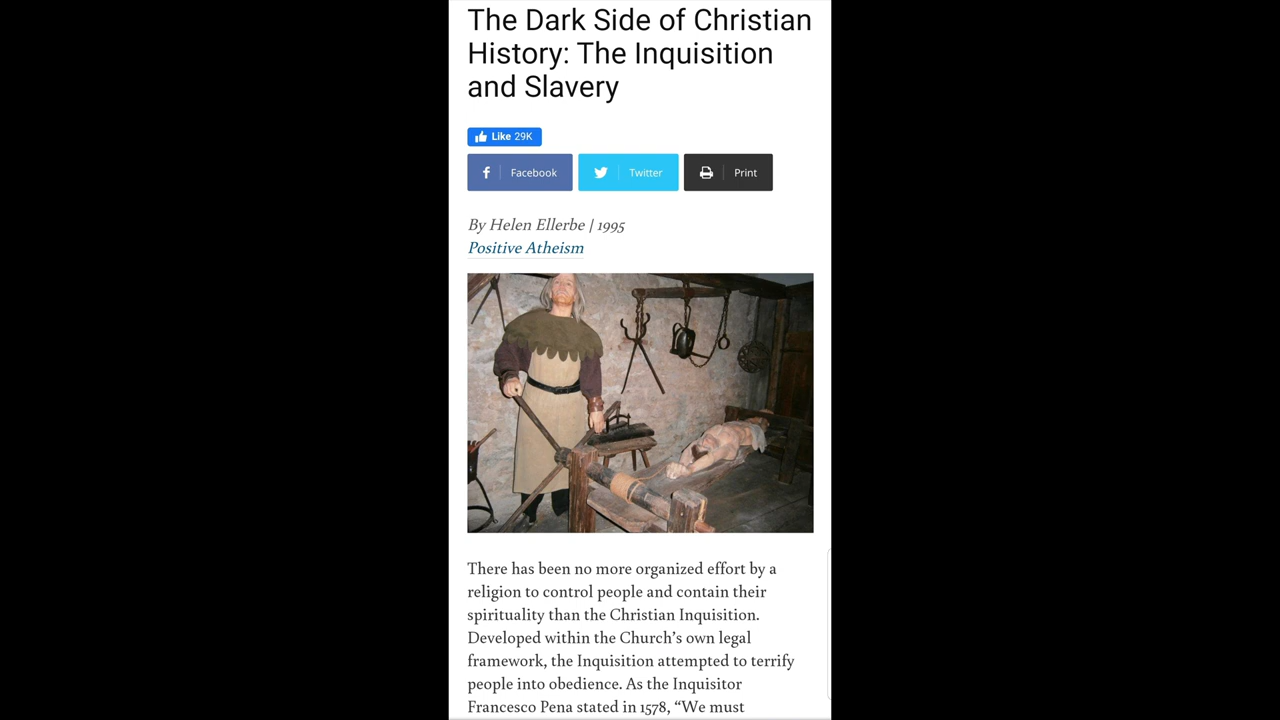 The Dark Side of Christian
History: The Inquisition
and Slavery
Like 29K
Facebook
Twitter
Print
By Helen Ellerbe | 1995
Positive Atheism
There has been no more organized effort by a
religion to control people and contain their
spirituality than the Christian Inquisition.
Developed within the Church’s own legal
framework, the Inquisition attempted to terrify
people into obedience. As the Inquisitor
Francesco Pena stated in 1578, “We must